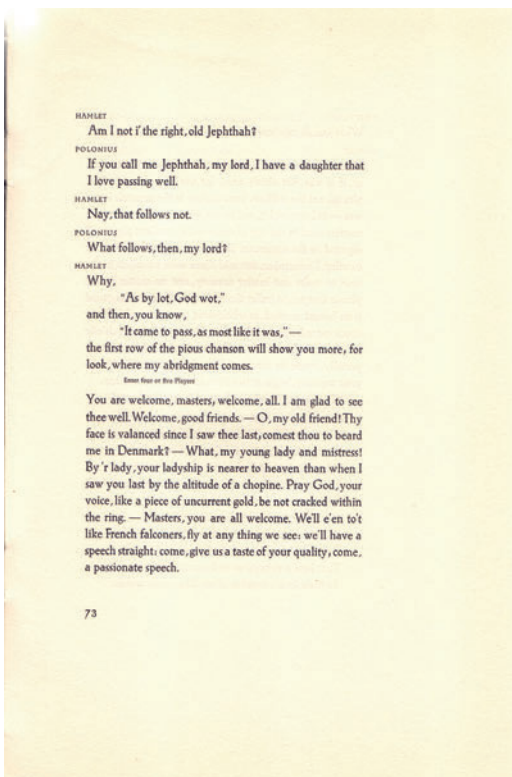 HAMLET
Am I not i' the right, old Jephthah?
POLONIUS
If you call me Jephthah, my lord, I have a daughter that
I love passing well.
HAMLET
Nay, that follows not.
POLONIUS
What follows, then, my lord?
HAMLET
Why,
"As by lot, God wot,"
and then, you know,
"It came to pass, as most like it was," —
the first row of the pious chanson will show you more, for
look, where my abridgment comes.
Enter four or five Players
You are welcome, masters, welcome, all. I am glad to see
thee well. Welcome, good friends. — O, my old friend! Thy
face is valanced since I saw thee last, comest thou to beard
me in Denmark? — What, my young lady and mistress!
By 'r lady, your ladyship is nearer to heaven than when I
saw you last by the altitude of a chopine. Pray God, your
voice, like a piece of uncurrent gold, be not cracked within
the ring. — Masters, you are all welcome. We'll e'en to't
like French falconers, fly at any thing we see: we'll have a
speech straight: come, give us a taste of your quality, come,
a passionate speech.
73